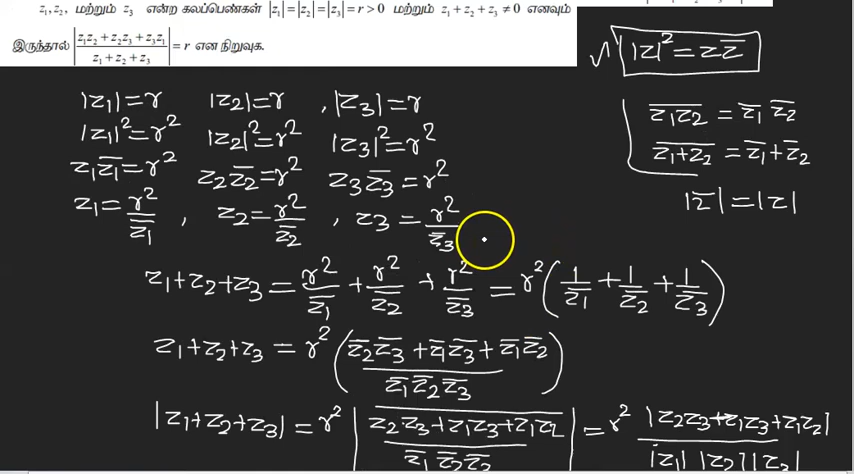 z₁, z₂, மற்றும் z₃ என்ற கலப்பெண்கள் |z₁| = |z₂| = |z₃| = r > 0 மற்றும் z₁ + z₂ + z₃ ≠ 0 எனவும்
இருந்தால் |(z₁z₂ + z₂z₃ + z₃z₁)/(z₁ + z₂ + z₃)| = r என நிறுவுக.
|z|² = z z̅
|z₁| = r |z₂| = r , |z₃| = r
|z₁|² = r² |z₂|² = r² |z₃|² = r²
z₁z̅₁ = r² z₂z̅₂ = r² z₃z̅₃ = r²
z₁ = r²/z̅₁ , z₂ = r²/z̅₂ , z₃ = r²/z̅₃
\overline{z₁z₂} = z̅₁ z̅₂
\overline{z₁+z₂} = z̅₁ + z̅₂
|z̅| = |z|
z₁+z₂+z₃ = r²/z̅₁ + r²/z̅₂ + r²/z̅₃ = r²(1/z̅₁ + 1/z̅₂ + 1/z̅₃)
z₁+z₂+z₃ = r²((z̅₂z̅₃ + z̅₁z̅₃ + z̅₁z̅₂)/(z̅₁z̅₂z̅₃))
|z₁+z₂+z₃| = r² |\overline{z₂z₃+z₁z₃+z₁z₂}/(z̅₁ z̅₂ z̅₃)| = r² |z₂z₃+z₁z₃+z₁z₂|/(|z₁| |z₂| |z₃|)